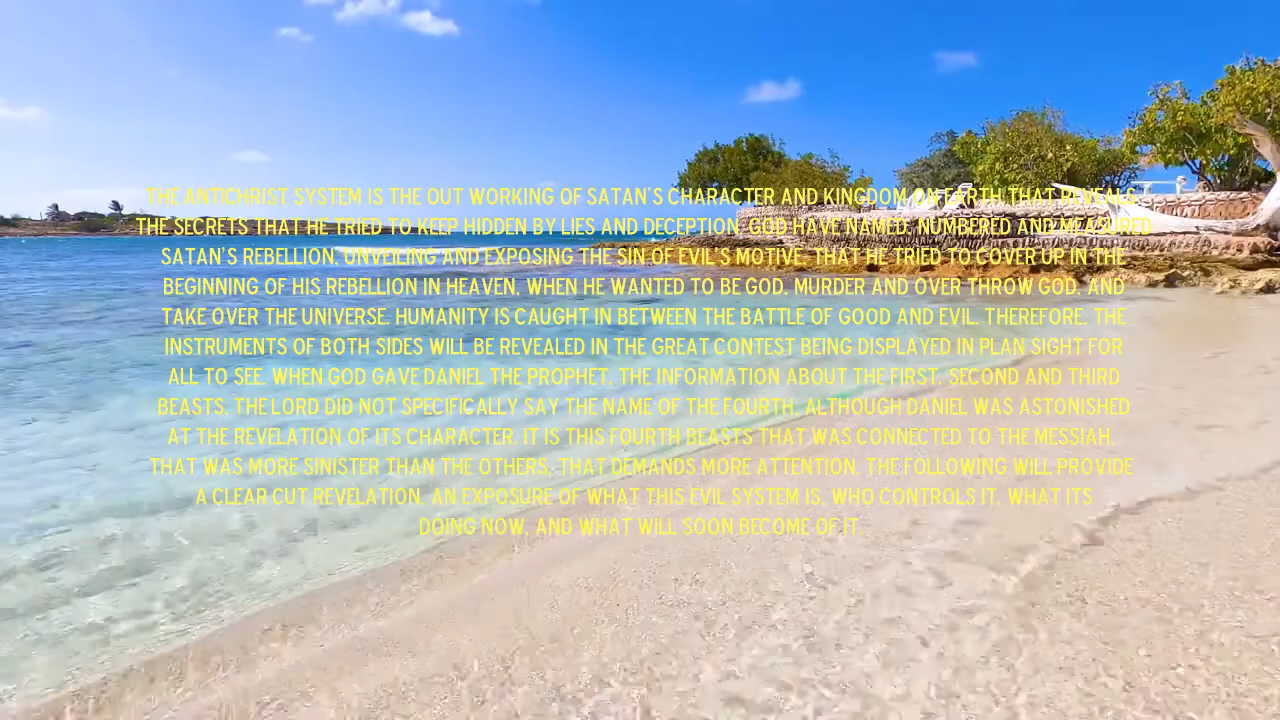 THE ANTICHRIST SYSTEM IS THE OUT WORKING OF SATAN'S CHARACTER AND KINGDOM ON EARTH,THAT REVEALS
THE SECRETS THAT HE TRIED TO KEEP HIDDEN BY LIES AND DECEPTION. GOD HAVE NAMED, NUMBERED AND MEASURED
SATAN'S REBELLION, UNVEILING AND EXPOSING THE SIN OF EVIL'S MOTIVE, THAT HE TRIED TO COVER UP IN THE
BEGINNING OF HIS REBELLION IN HEAVEN, WHEN HE WANTED TO BE GOD, MURDER AND OVER THROW GOD, AND
TAKE OVER THE UNIVERSE. HUMANITY IS CAUGHT IN BETWEEN THE BATTLE OF GOOD AND EVIL. THEREFORE, THE
INSTRUMENTS OF BOTH SIDES WILL BE REVEALED IN THE GREAT CONTEST BEING DISPLAYED IN PLAN SIGHT FOR
ALL TO SEE. WHEN GOD GAVE DANIEL THE PROPHET, THE INFORMATION ABOUT THE FIRST, SECOND AND THIRD
BEASTS, THE LORD DID NOT SPECIFICALLY SAY THE NAME OF THE FOURTH, ALTHOUGH DANIEL WAS ASTONISHED
AT THE REVELATION OF ITS CHARACTER. IT IS THIS FOURTH BEASTS THAT WAS CONNECTED TO THE MESSIAH,
THAT WAS MORE SINISTER THAN THE OTHERS, THAT DEMANDS MORE ATTENTION. THE FOLLOWING WILL PROVIDE
A CLEAR CUT REVELATION, AN EXPOSURE OF WHAT THIS EVIL SYSTEM IS, WHO CONTROLS IT, WHAT ITS
DOING NOW, AND WHAT WILL SOON BECOME OF IT.